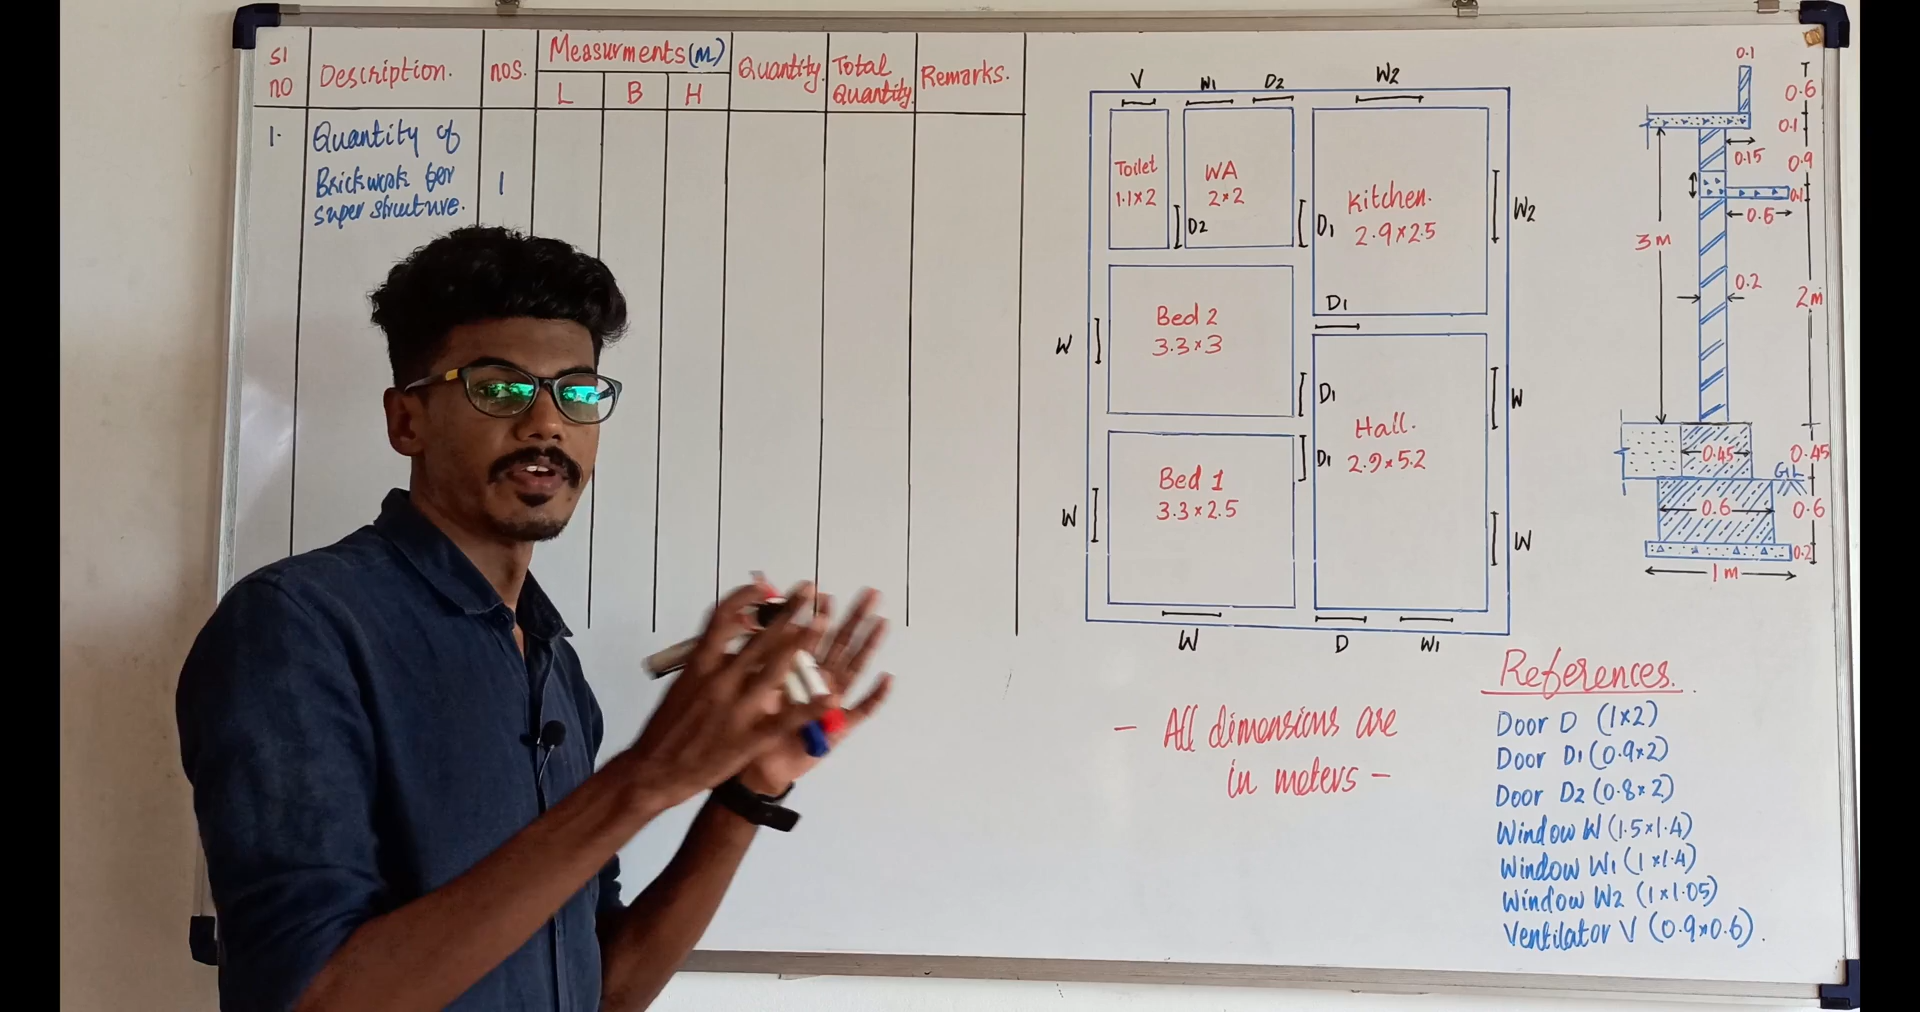 Sl
no
Description.
nos.
Measurments(m)
L
B
H
Quantity.
Total
Quantity.
Remarks.
1.
Quantity of
Brickwork for
super structure.
1
V
W1
D2
W2
Toilet
1.1×2
WA
2×2
Kitchen.
2.9×2.5
D2
D1
W2
D1
Bed 2
3.3×3
W
D1
W
Hall.
2.9×5.2
D1
Bed 1
3.3×2.5
W
W
W
D
W1
0.1
0.6
0.1
0.15
0.9
0.1
0.6
3m
0.2
2m
0.45
0.45
G.L
0.6
0.6
0.2
1 m
- All dimensions are
in meters -
References.
Door D (1×2)
Door D1 (0.9×2)
Door D2 (0.8×2)
Window W (1.5×1.4)
Window W1 (1×1.4)
Window W2 (1×1.05)
Ventilator V (0.9×0.6).